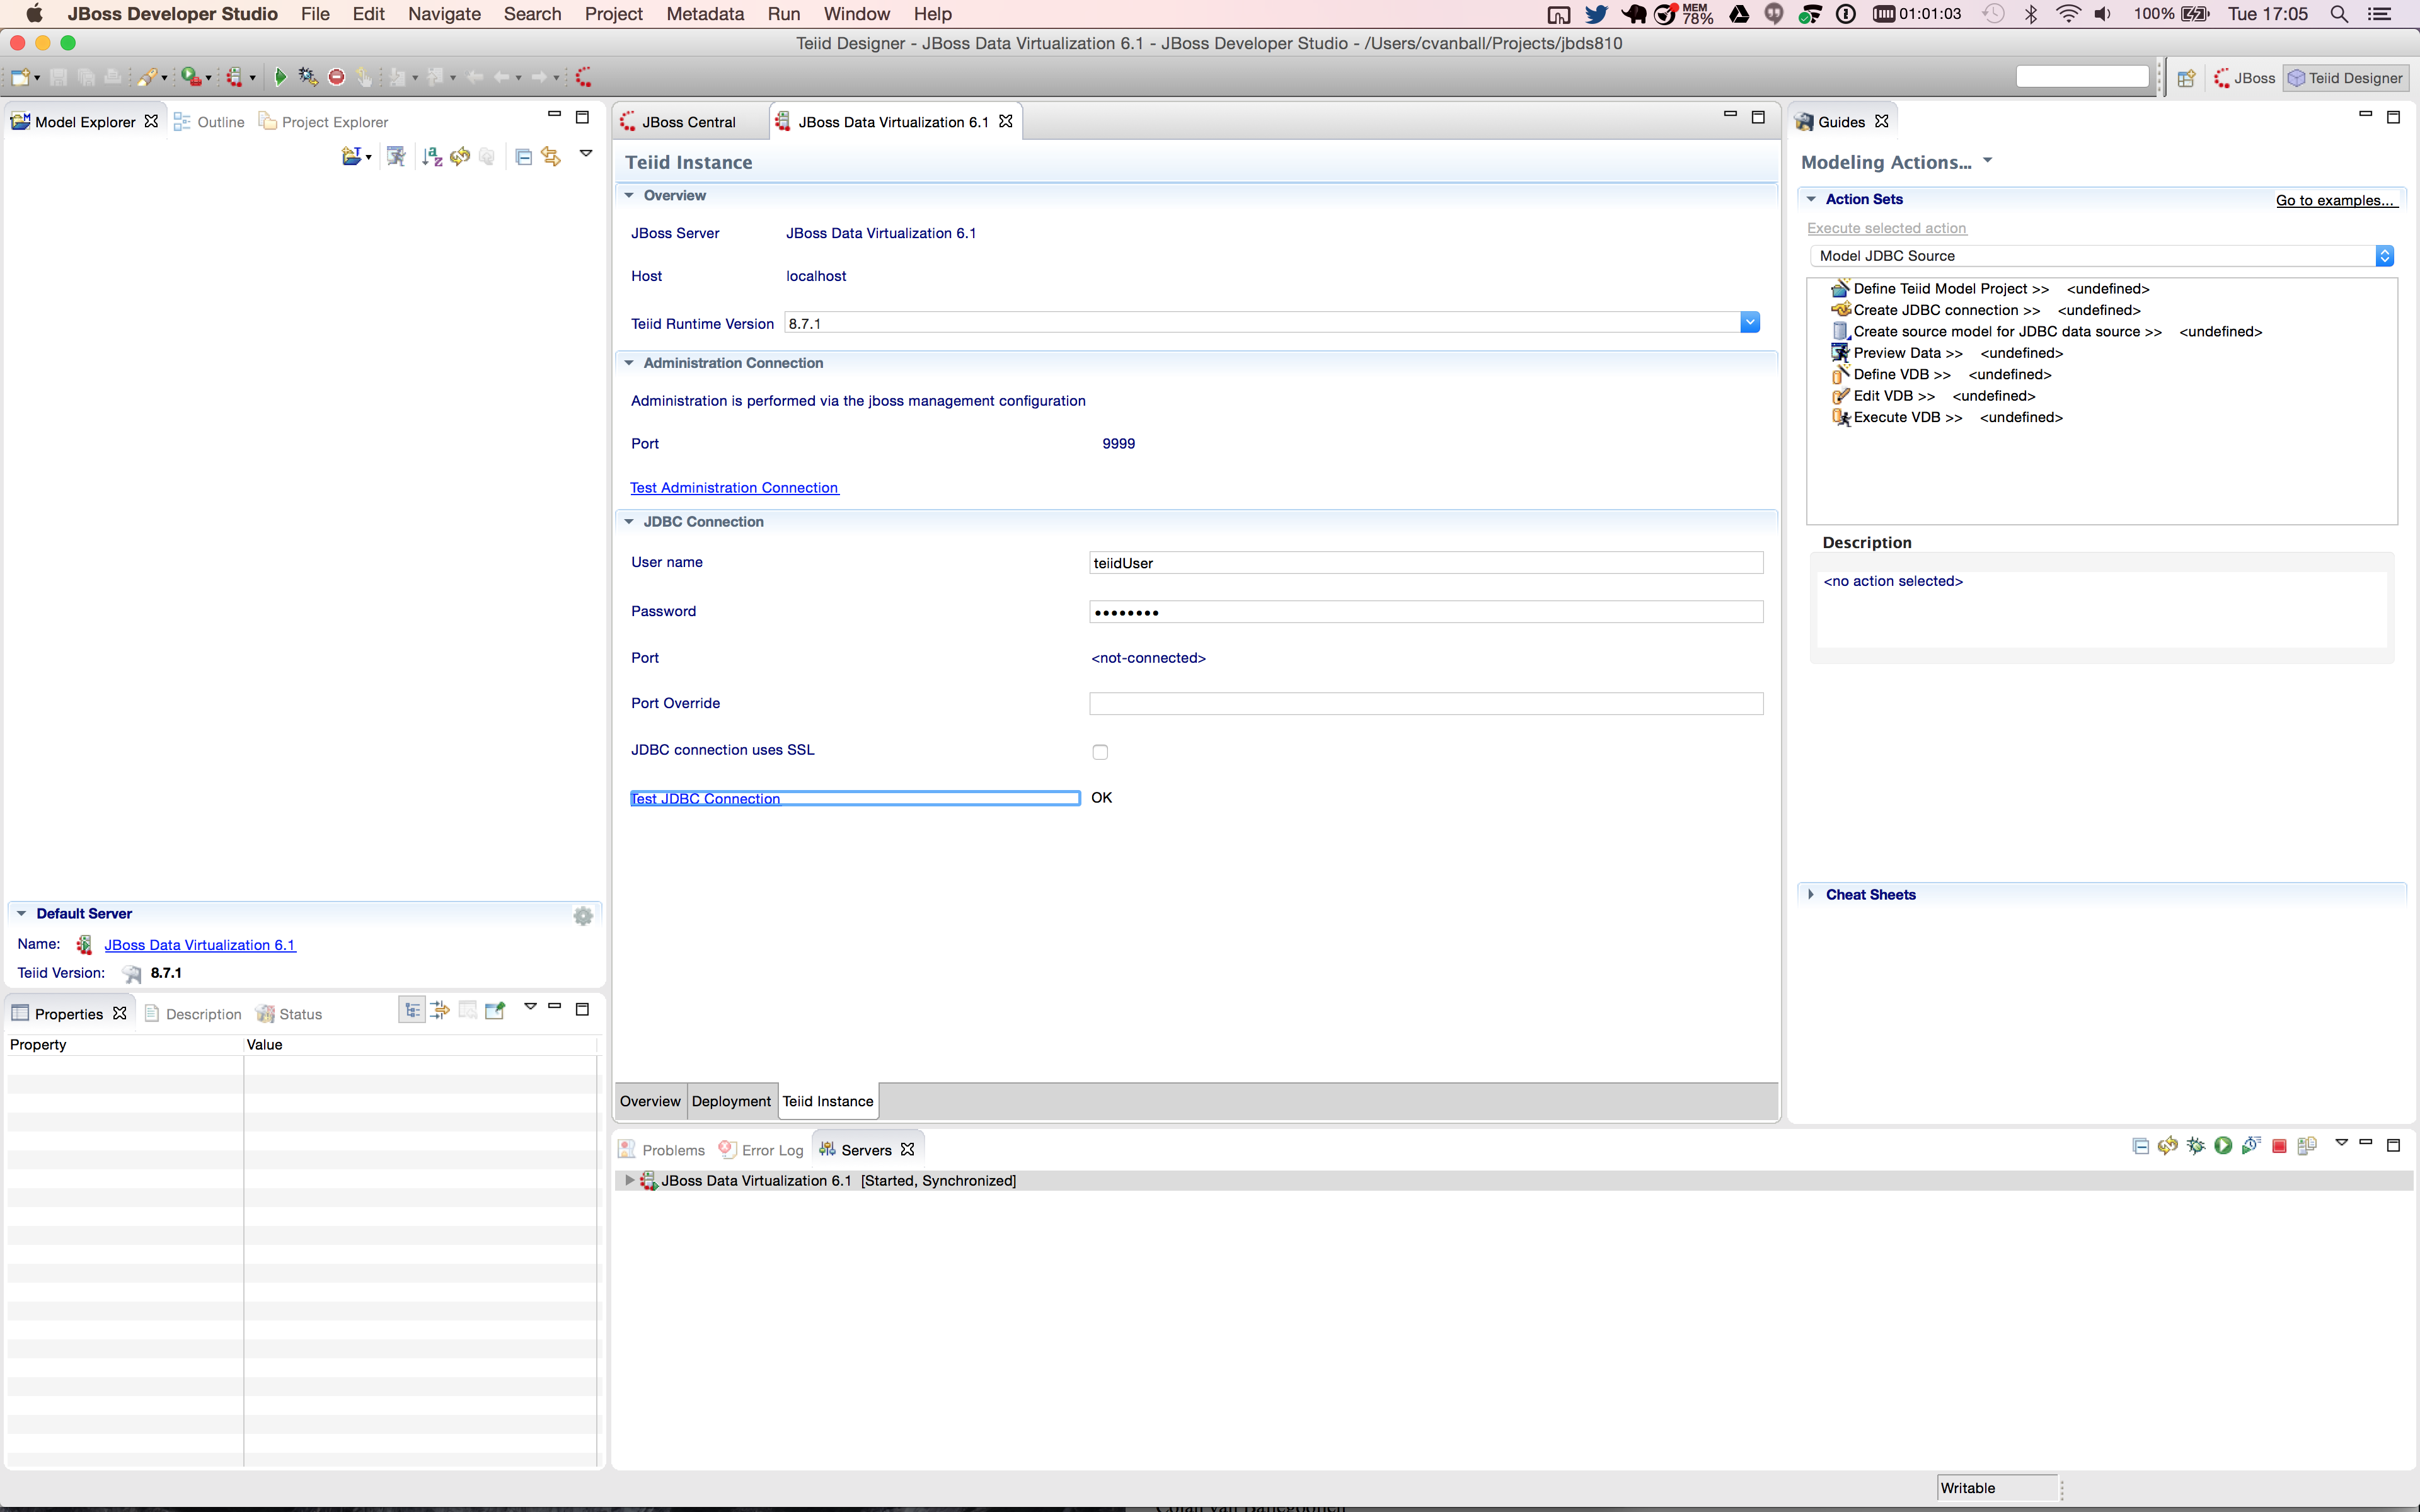 JBoss Developer Studio File Edit Navigate Search Project Metadata Run Window Help MEM 78% 01:01:03 100% Tue 17:05
Teiid Designer - JBoss Data Virtualization 6.1 - JBoss Developer Studio - /Users/cvanball/Projects/jbds810
JBoss Teiid Designer
Model Explorer Outline Project Explorer
Default Server
Name: JBoss Data Virtualization 6.1
Teiid Version: 8.7.1
Properties Description Status
Property Value
JBoss Central JBoss Data Virtualization 6.1
Teiid Instance
Overview
JBoss Server JBoss Data Virtualization 6.1
Host localhost
Teiid Runtime Version 8.7.1
Administration Connection
Administration is performed via the jboss management configuration
Port 9999
Test Administration Connection
JDBC Connection
User name teiidUser
Password ••••••••
Port <not-connected>
Port Override
JDBC connection uses SSL
Test JDBC Connection OK
Overview Deployment Teiid Instance
Problems Error Log Servers
JBoss Data Virtualization 6.1 [Started, Synchronized]
Guides
Modeling Actions...
Action Sets Go to examples...
Execute selected action
Model JDBC Source
Define Teiid Model Project >> <undefined>
Create JDBC connection >> <undefined>
Create source model for JDBC data source >> <undefined>
Preview Data >> <undefined>
Define VDB >> <undefined>
Edit VDB >> <undefined>
Execute VDB >> <undefined>
Description
<no action selected>
Cheat Sheets
Writable